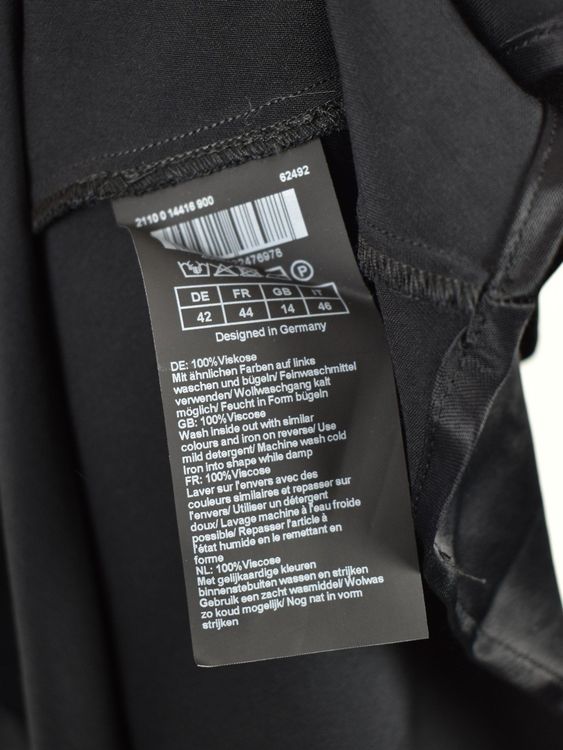 62492
2110 0 14416 900
2476978
P
DE FR GB IT
42 44 14 46
Designed in Germany
DE: 100%Viskose
Mit ähnlichen Farben auf links
waschen und bügeln/ Feinwaschmittel
verwenden/ Wollwaschgang kalt
möglich/ Feucht in Form bügeln
GB: 100%Viscose
Wash inside out with similar
colours and iron on reverse/ Use
mild detergent/ Machine wash cold
Iron into shape while damp
FR: 100%Viscose
Laver sur l'envers avec des
couleurs similaires et repasser sur
l'envers/ Utiliser un détergent
doux/ Lavage machine à l'eau froide
possible/ Repasser l'article à
l'état humide en le remettant en
forme
NL: 100%Viscose
Met gelijkaardige kleuren
binnenstebuiten wassen en strijken
Gebruik een zacht wasmiddel/ Wolwas
zo koud mogelijk/ Nog nat in vorm
strijken